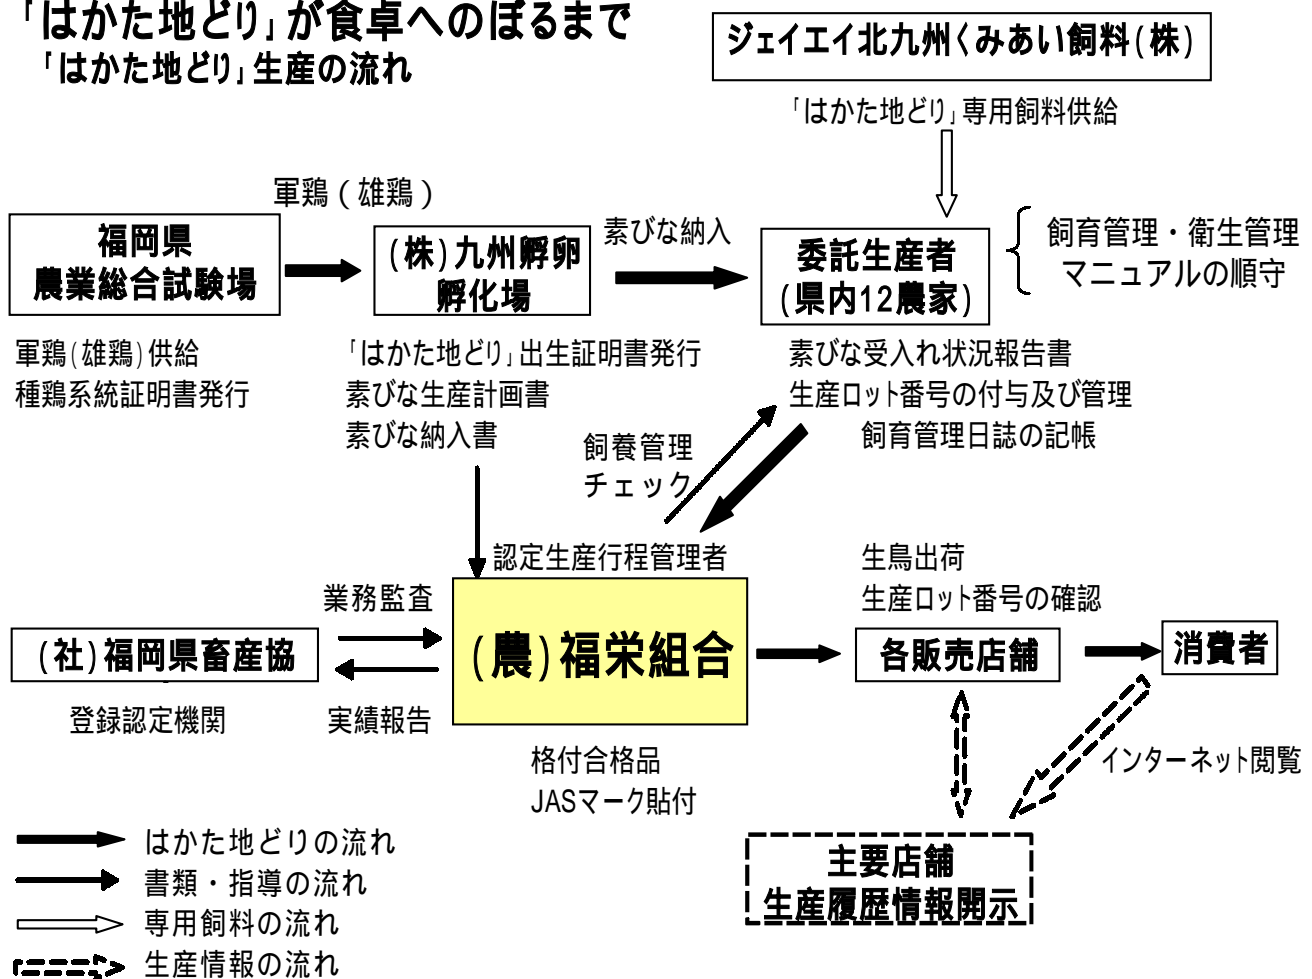 「はかた地どり」が食卓へのぼるまで
「はかた地どり」生産の流れ
ジェイエイ北九州くみあい飼料(株)
「はかた地どり」専用飼料供給
軍鶏(雄鶏)
福岡県
農業総合試験場
(株)九州孵卵
孵化場
素びな納入
委託生産者
(県内12農家)
飼育管理・衛生管理
マニュアルの順守
軍鶏(雄鶏)供給
種鶏系統証明書発行
「はかた地どり」出生証明書発行
素びな生産計画書
素びな納入書
素びな受入れ状況報告書
生産ロット番号の付与及び管理
飼育管理日誌の記帳
飼養管理
チェック
認定生産行程管理者
生鳥出荷
生産ロット番号の確認
業務監査
(社)福岡県畜産協
(農)福栄組合
各販売店舗
消費者
登録認定機関
実績報告
格付合格品
JASマーク貼付
インターネット閲覧
主要店舗
生産履歴情報開示
はかた地どりの流れ
書類・指導の流れ
専用飼料の流れ
生産情報の流れ